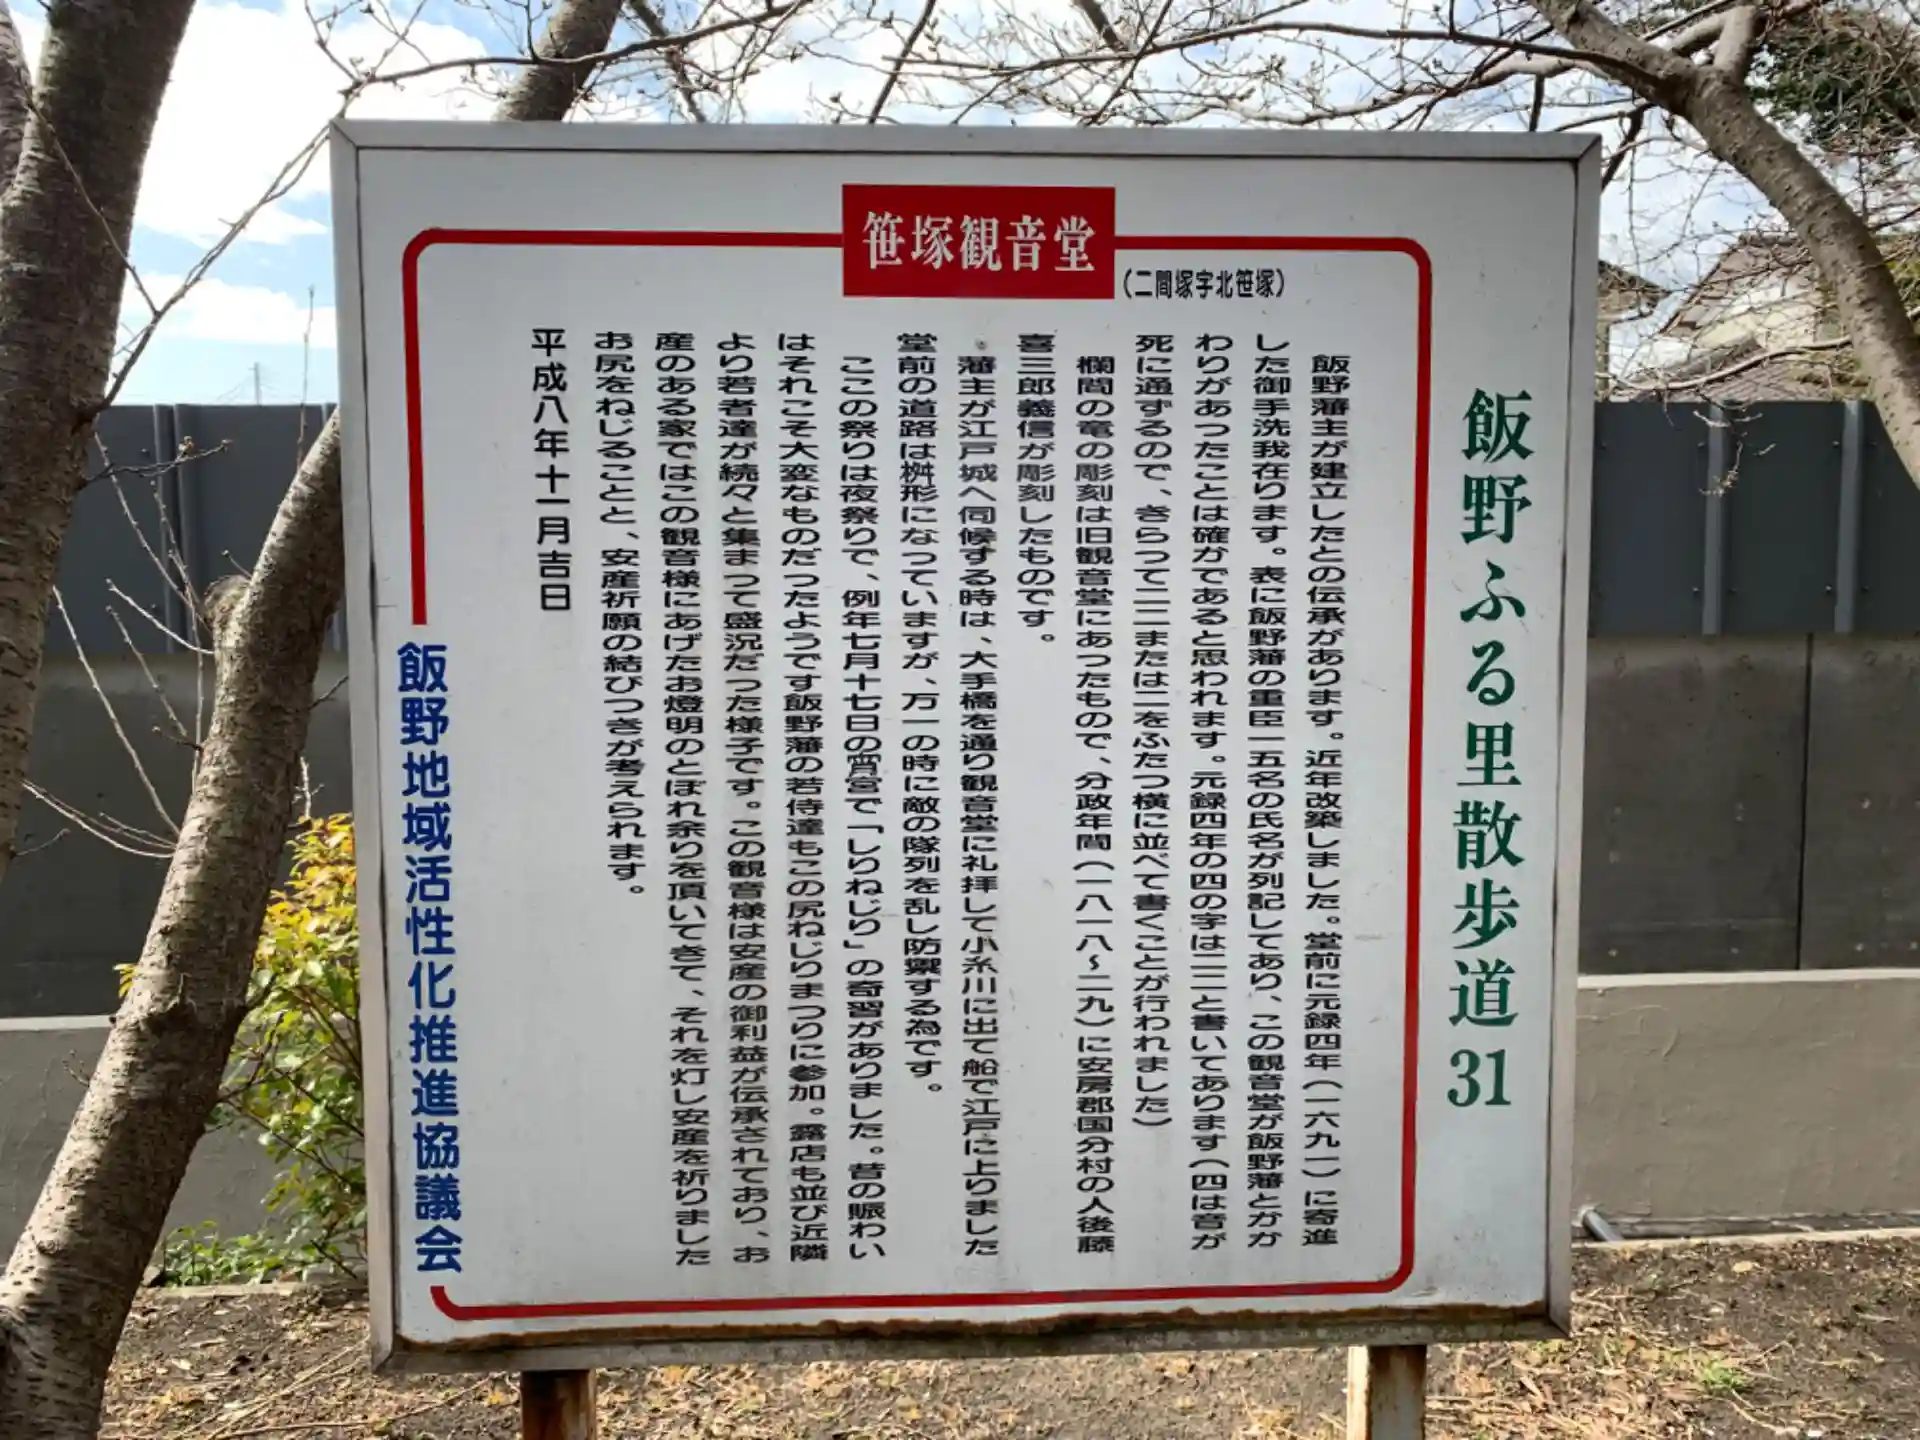 飯野ふる里散歩道31
笹塚観音堂
（二間塚字北笹塚）
飯野藩主が建立したとの伝承があります。近年改築しました。堂前に元録四年（一六九一）に寄進
した御手洗我在ります。表に飯野藩の重臣一五名の氏名が列記してあり、この観音堂が飯野藩とかか
わりがあったことは確かであると思われます。元録四年の四の字は二二と書いてあります（四は音が
死に通ずるので、きらって二二または二をふたつ横に並べて書くことが行われました）
欄間の竜の彫刻は旧観音堂にあったもので、分政年間（一八一八～二九）に安房郡国分村の人後藤
喜三郎義信が彫刻したものです。
藩主が江戸城へ伺候する時は、大手橋を通り観音堂に礼拝して小糸川に出て船で江戸に上りました
堂前の道路は桝形になっていますが、万一の時に敵の隊列を乱し防禦する為です。
ここの祭りは夜祭りで、例年七月十七日の宵宮で「しりねじり」の奇習がありました。昔の賑わい
はそれこそ大変なものだったようです飯野藩の若侍達もこの尻ねじりまつりに参加。露店も並び近隣
より若者達が続々と集まって盛況だった様子です。この観音様は安産の御利益が伝承されており、お
産のある家ではこの観音様にあげたお燈明のとぼれ余りを頂いてきて、それを灯し安産を祈りました
お尻をねじることと、安産祈願の結びつきが考えられます。
平成八年十一月吉日
飯野地域活性化推進協議会